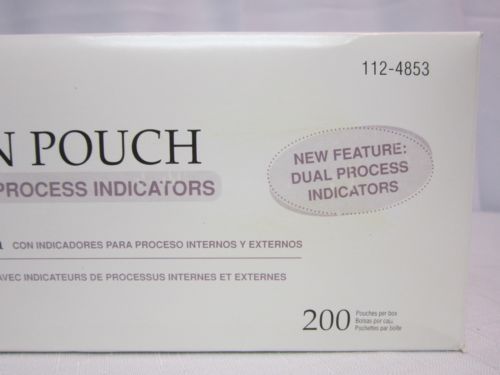 112-4853
N POUCH
PROCESS INDICATORS
NEW FEATURE:
DUAL PROCESS
INDICATORS
CON INDICADORES PARA PROCESO INTERNOS Y EXTERNOS
AVEC INDICATEURS DE PROCESSUS INTERNES ET EXTERNES
200
Pouches per box
Bolsas por caja
Pochettes par boîte